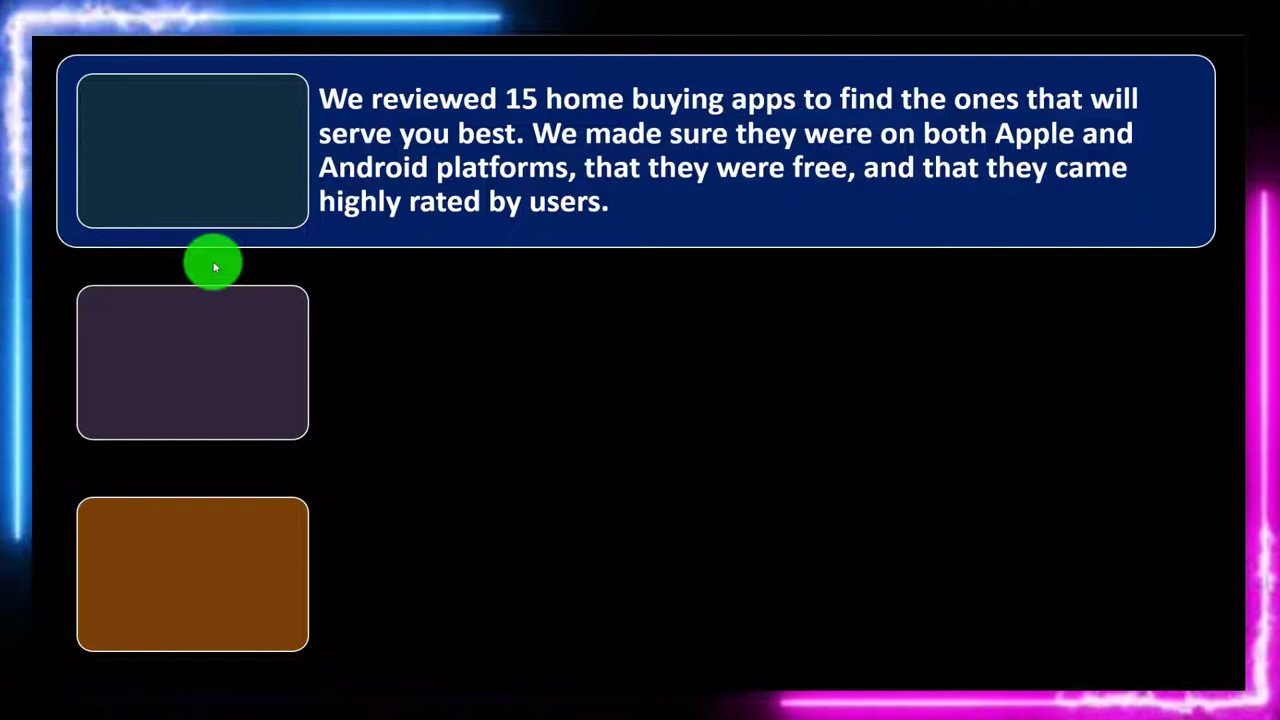 We reviewed 15 home buying apps to find the ones that will
serve you best. We made sure they were on both Apple and
Android platforms, that they were free, and that they came
highly rated by users.